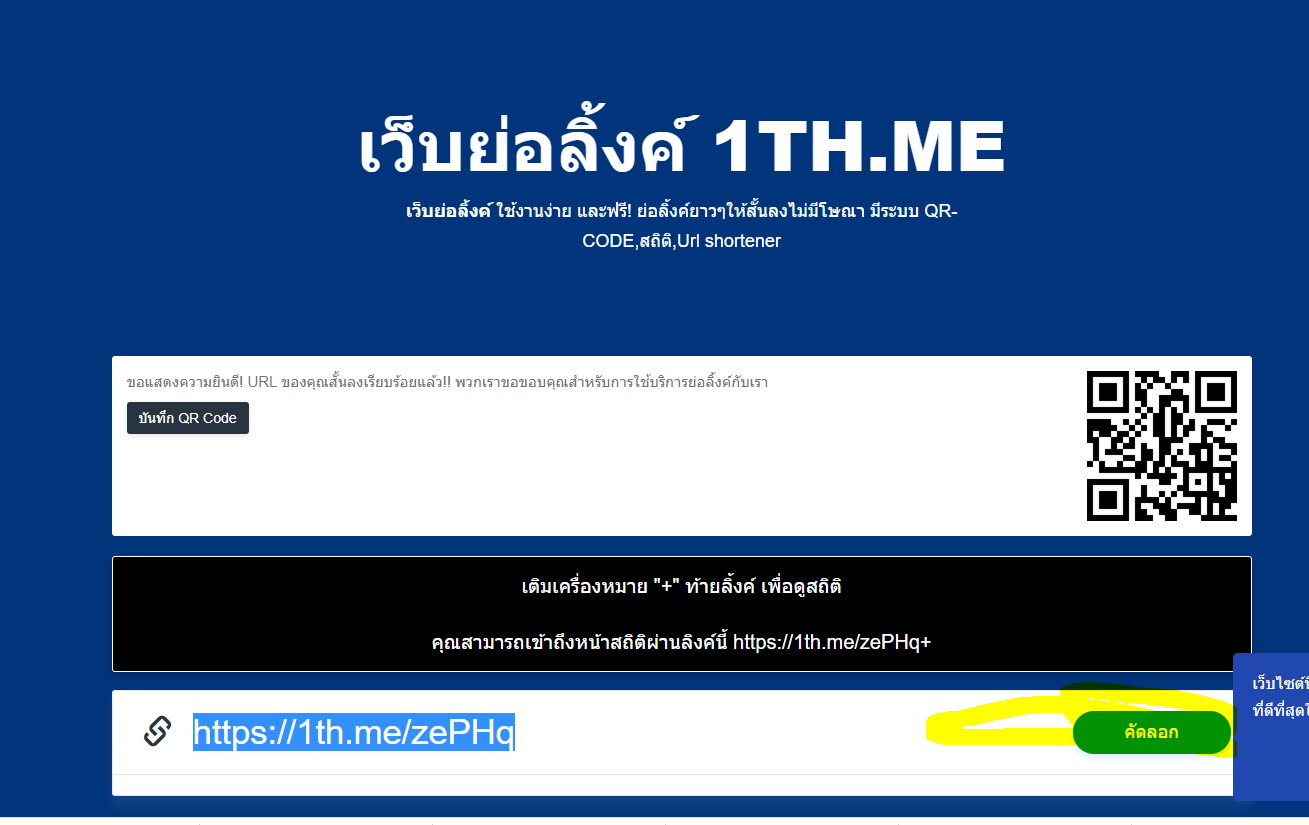 เว็บย่อลิ้งค์ 1TH.ME
เว็บย่อลิ้งค์ ใช้งานง่าย และฟรี! ย่อลิ้งค์ยาวๆให้สั้นลงไม่มีโษณา มีระบบ QR-
CODE,สถิติ,Url shortener
ขอแสดงความยินดี! URL ของคุณสั้นลงเรียบร้อยแล้ว!! พวกเราขอขอบคุณสำหรับการใช้บริการย่อลิ้งค์กับเรา
บันทึก QR Code
เติมเครื่องหมาย "+" ท้ายลิ้งค์ เพื่อดูสถิติ
คุณสามารถเข้าถึงหน้าสถิติผ่านลิงค์นี้ https://1th.me/zePHq+
เว็บไซต์
ที่ดีที่สุด
https://1th.me/zePHq
คัดลอก